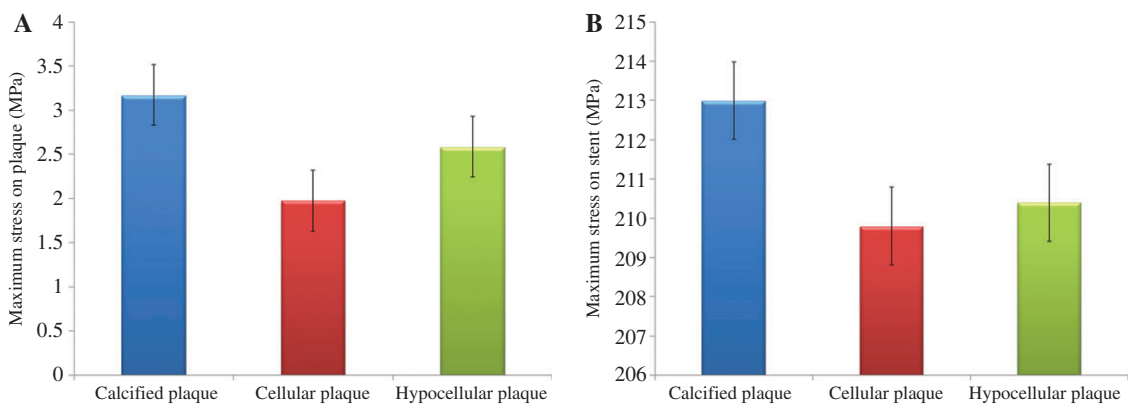 A
Maximum stress on plaque (MPa)
4
3.5
3
2.5
2
1.5
1
0.5
0
Calcified plaque
Cellular plaque
Hypocellular plaque
B
Maximum stress on stent (MPa)
215
214
213
212
211
210
209
208
207
206
Calcified plaque
Cellular plaque
Hypocellular plaque